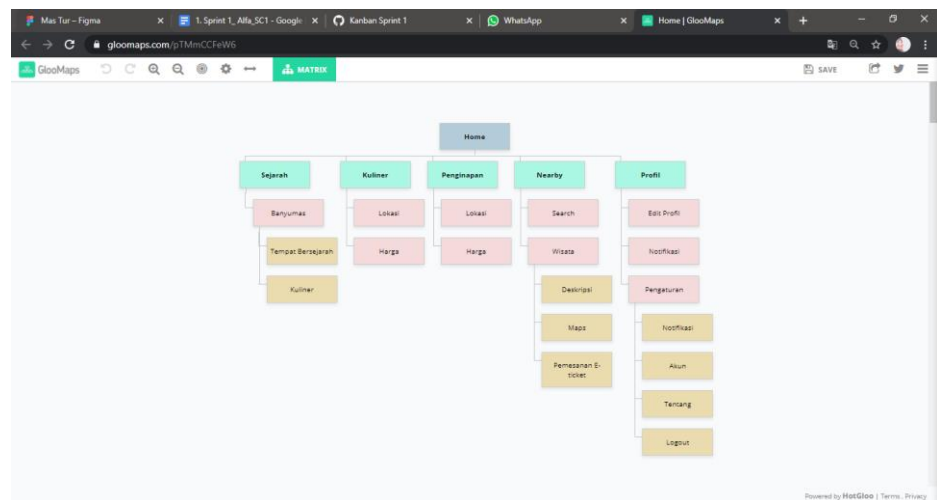 Mas Tur – Figma
1. Sprint 1_ Alfa_SC1 - Google
Kanban Sprint 1
WhatsApp
Home | GlooMaps
gloomaps.com/pTMmCCFeW6
GlooMaps
MATRIX
SAVE
Home
Sejarah
Kuliner
Penginapan
Nearby
Profil
Banyumas
Lokasi
Lokasi
Search
Edit Profil
Tempat Bersejarah
Harga
Harga
Wisata
Notifikasi
Kuliner
Deskripsi
Pengaturan
Maps
Notifikasi
Pemesanan E-
ticket
Akun
Tentang
Logout
Powered by HotGloo | Terms . Privacy